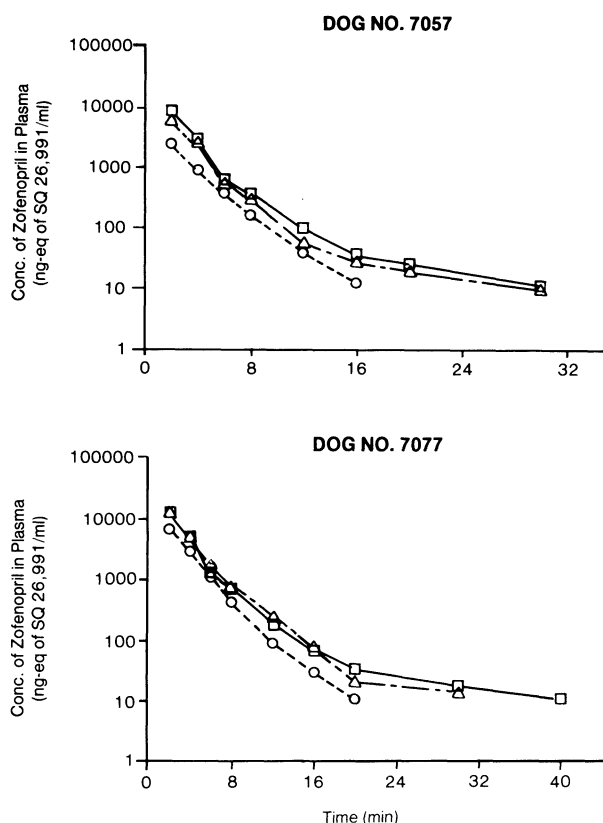 DOG NO. 7057
Conc. of Zofenopril in Plasma
(ng-eq of SQ 26,991/ml)
100000
10000
1000
100
10
1
0 8 16 24 32
DOG NO. 7077
Conc. of Zofenopril in Plasma
(ng-eq of SQ 26,991/ml)
100000
10000
1000
100
10
1
0 8 16 24 32 40
Time (min)